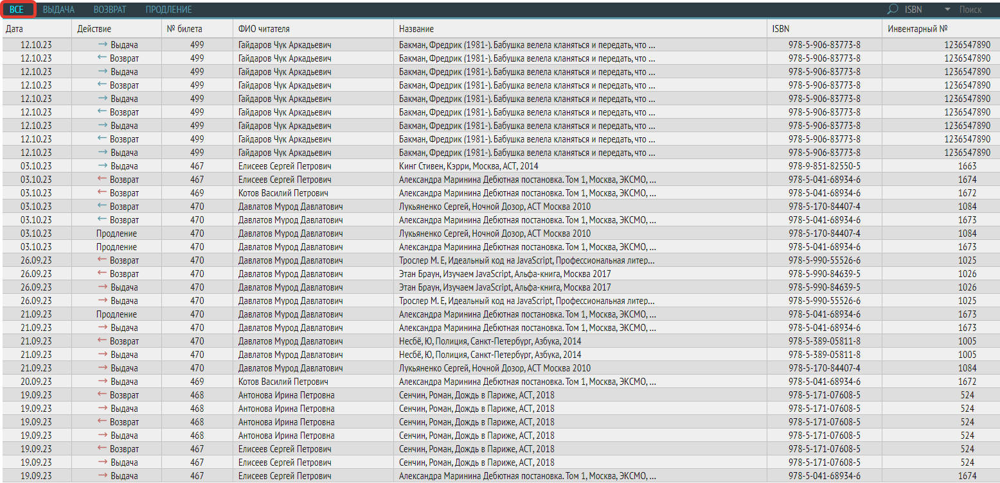 ВСЕ ВЫДАЧА ВОЗВРАТ ПРОДЛЕНИЕ ISBN Поиск
Дата Действие № билета ФИО читателя Название ISBN Инвентарный №
12.10.23 → Выдача 499 Гайдаров Чук Аркадьевич Бакман, Фредрик (1981-). Бабушка велела кланяться и передать, что ... 978-5-906-83773-8 1236547890
12.10.23 ← Возврат 499 Гайдаров Чук Аркадьевич Бакман, Фредрик (1981-). Бабушка велела кланяться и передать, что ... 978-5-906-83773-8 1236547890
12.10.23 → Выдача 499 Гайдаров Чук Аркадьевич Бакман, Фредрик (1981-). Бабушка велела кланяться и передать, что ... 978-5-906-83773-8 1236547890
12.10.23 ← Возврат 499 Гайдаров Чук Аркадьевич Бакман, Фредрик (1981-). Бабушка велела кланяться и передать, что ... 978-5-906-83773-8 1236547890
12.10.23 → Выдача 499 Гайдаров Чук Аркадьевич Бакман, Фредрик (1981-). Бабушка велела кланяться и передать, что ... 978-5-906-83773-8 1236547890
12.10.23 ← Возврат 499 Гайдаров Чук Аркадьевич Бакман, Фредрик (1981-). Бабушка велела кланяться и передать, что ... 978-5-906-83773-8 1236547890
12.10.23 → Выдача 499 Гайдаров Чук Аркадьевич Бакман, Фредрик (1981-). Бабушка велела кланяться и передать, что ... 978-5-906-83773-8 1236547890
12.10.23 ← Возврат 499 Гайдаров Чук Аркадьевич Бакман, Фредрик (1981-). Бабушка велела кланяться и передать, что ... 978-5-906-83773-8 1236547890
12.10.23 → Выдача 499 Гайдаров Чук Аркадьевич Бакман, Фредрик (1981-). Бабушка велела кланяться и передать, что ... 978-5-906-83773-8 1236547890
03.10.23 → Выдача 467 Елисеев Сергей Петрович Кинг Стивен, Кэрри, Москва, АСТ, 2014 978-9-851-82550-5 1663
03.10.23 ← Возврат 467 Елисеев Сергей Петрович Александра Маринина Дебютная постановка. Том 1, Москва, ЭКСМО, ... 978-5-041-68934-6 1674
03.10.23 ← Возврат 469 Котов Василий Петрович Александра Маринина Дебютная постановка. Том 1, Москва, ЭКСМО, ... 978-5-041-68934-6 1672
03.10.23 ← Возврат 470 Давлатов Мурод Давлатович Лукьяненко Сергей, Ночной Дозор, АСТ Москва 2010 978-5-170-84407-4 1084
03.10.23 ← Возврат 470 Давлатов Мурод Давлатович Александра Маринина Дебютная постановка. Том 1, Москва, ЭКСМО, ... 978-5-041-68934-6 1673
03.10.23 Продление 470 Давлатов Мурод Давлатович Лукьяненко Сергей, Ночной Дозор, АСТ Москва 2010 978-5-170-84407-4 1084
03.10.23 Продление 470 Давлатов Мурод Давлатович Александра Маринина Дебютная постановка. Том 1, Москва, ЭКСМО, ... 978-5-041-68934-6 1673
26.09.23 ← Возврат 470 Давлатов Мурод Давлатович Трослер М. Е, Идеальный код на JavaScript, Профессиональная литер... 978-5-990-55526-6 1025
26.09.23 ← Возврат 470 Давлатов Мурод Давлатович Этан Браун, Изучаем JavaScript, Альфа-книга, Москва 2017 978-5-990-84639-5 1026
26.09.23 → Выдача 470 Давлатов Мурод Давлатович Этан Браун, Изучаем JavaScript, Альфа-книга, Москва 2017 978-5-990-84639-5 1026
26.09.23 → Выдача 470 Давлатов Мурод Давлатович Трослер М. Е, Идеальный код на JavaScript, Профессиональная литер... 978-5-990-55526-6 1025
21.09.23 Продление 470 Давлатов Мурод Давлатович Александра Маринина Дебютная постановка. Том 1, Москва, ЭКСМО, ... 978-5-041-68934-6 1673
21.09.23 → Выдача 470 Давлатов Мурод Давлатович Александра Маринина Дебютная постановка. Том 1, Москва, ЭКСМО, ... 978-5-041-68934-6 1673
21.09.23 ← Возврат 470 Давлатов Мурод Давлатович Несбё, Ю, Полиция, Санкт-Петербург, Азбука, 2014 978-5-389-05811-8 1005
21.09.23 → Выдача 470 Давлатов Мурод Давлатович Несбё, Ю, Полиция, Санкт-Петербург, Азбука, 2014 978-5-389-05811-8 1005
21.09.23 → Выдача 470 Давлатов Мурод Давлатович Лукьяненко Сергей, Ночной Дозор, АСТ Москва 2010 978-5-170-84407-4 1084
20.09.23 → Выдача 469 Котов Василий Петрович Александра Маринина Дебютная постановка. Том 1, Москва, ЭКСМО, ... 978-5-041-68934-6 1672
19.09.23 ← Возврат 468 Антонова Ирина Петровна Сенчин, Роман, Дождь в Париже, АСТ, 2018 978-5-171-07608-5 524
19.09.23 → Выдача 468 Антонова Ирина Петровна Сенчин, Роман, Дождь в Париже, АСТ, 2018 978-5-171-07608-5 524
19.09.23 ← Возврат 468 Антонова Ирина Петровна Сенчин, Роман, Дождь в Париже, АСТ, 2018 978-5-171-07608-5 524
19.09.23 → Выдача 468 Антонова Ирина Петровна Сенчин, Роман, Дождь в Париже, АСТ, 2018 978-5-171-07608-5 524
19.09.23 ← Возврат 467 Елисеев Сергей Петрович Сенчин, Роман, Дождь в Париже, АСТ, 2018 978-5-171-07608-5 524
19.09.23 → Выдача 467 Елисеев Сергей Петрович Сенчин, Роман, Дождь в Париже, АСТ, 2018 978-5-171-07608-5 524
19.09.23 → Выдача 467 Елисеев Сергей Петрович Александра Маринина Дебютная постановка. Том 1, Москва, ЭКСМО, ... 978-5-041-68934-6 1674